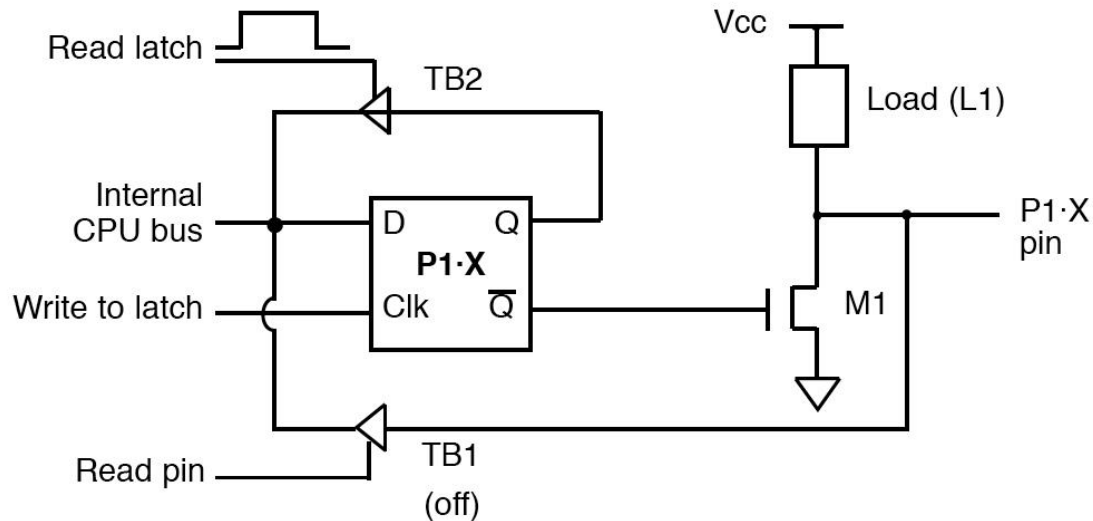 Vcc
Read latch
TB2
Load (L1)
Internal
CPU bus
D
Q
P1·X
P1·X
pin
Write to latch
Clk
Q̅
M1
TB1
Read pin
(off)